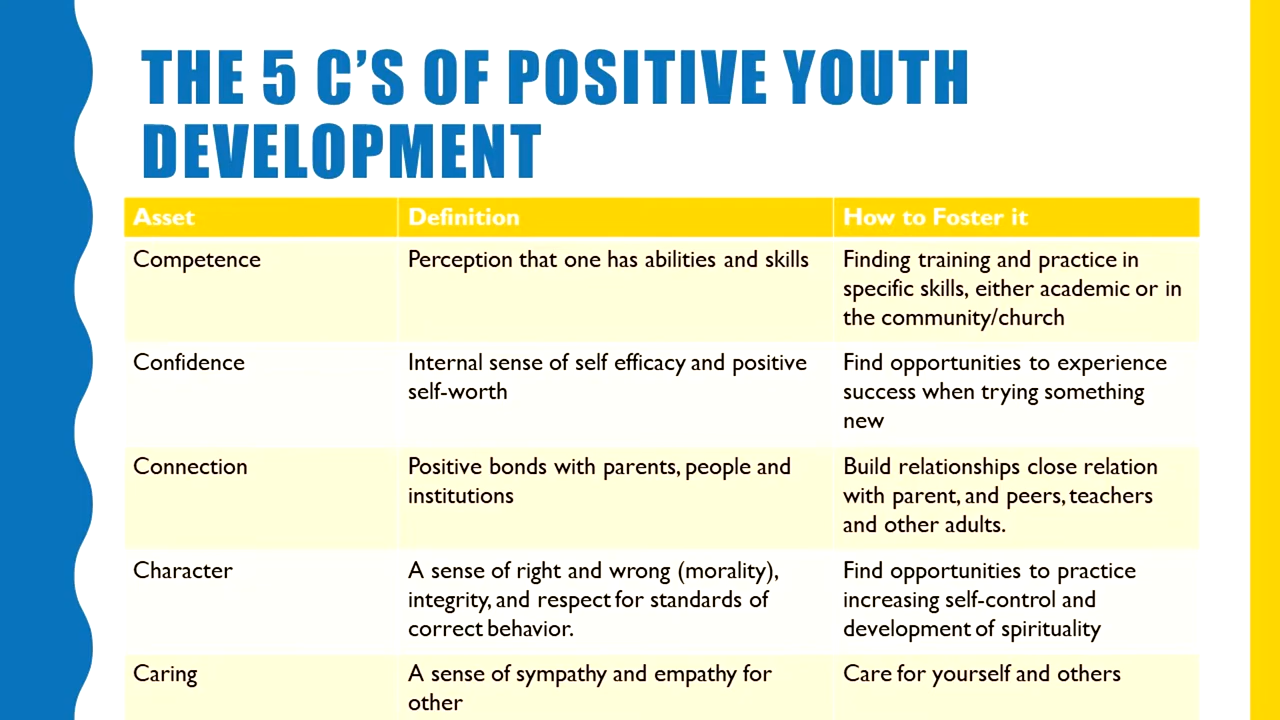 THE 5 C’S OF POSITIVE YOUTH
DEVELOPMENT
Asset Definition How to Foster it
Competence Perception that one has abilities and skills Finding training and practice in
specific skills, either academic or in
the community/church
Confidence Internal sense of self efficacy and positive Find opportunities to experience
self-worth success when trying something
new
Connection Positive bonds with parents, people and Build relationships close relation
institutions with parent, and peers, teachers
and other adults.
Character A sense of right and wrong (morality), Find opportunities to practice
integrity, and respect for standards of increasing self-control and
correct behavior. development of spirituality
Caring A sense of sympathy and empathy for Care for yourself and others
other